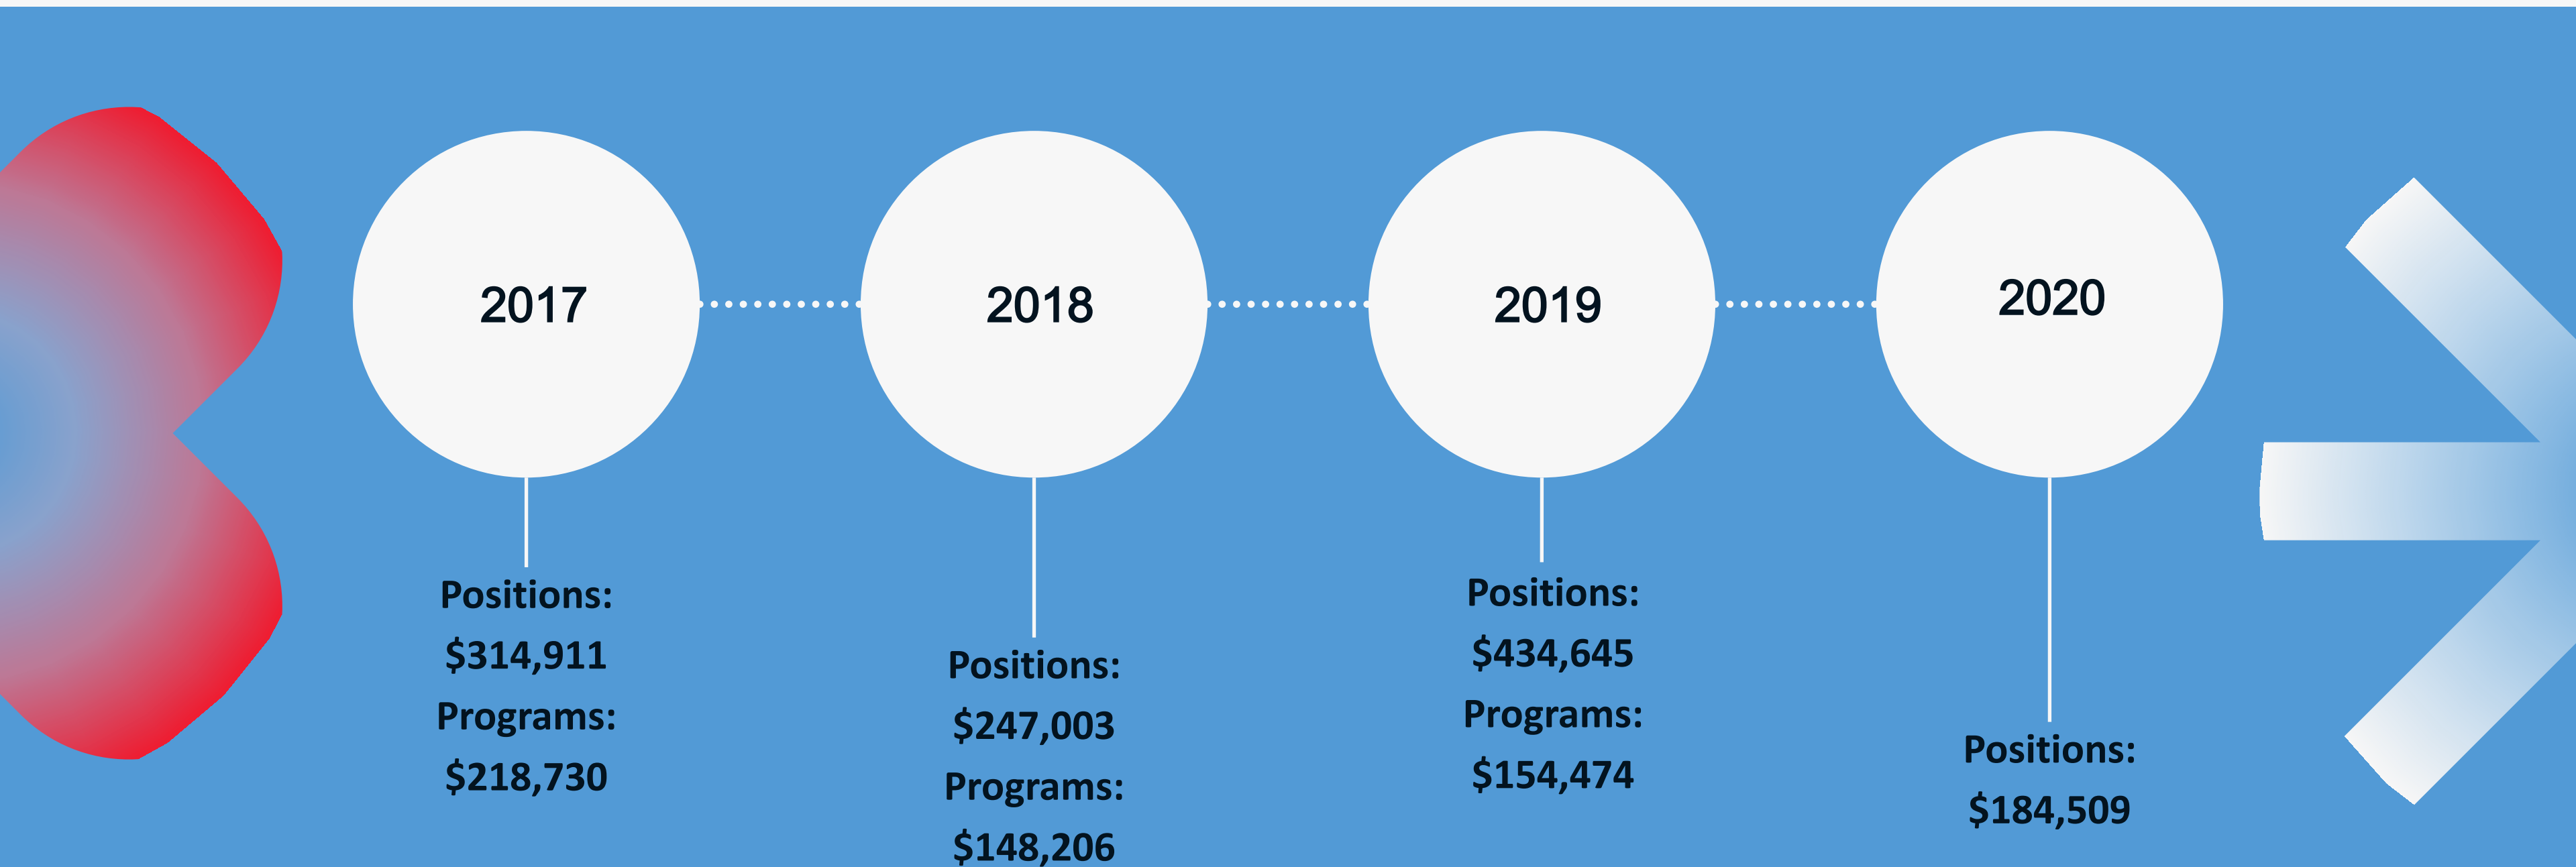 2017
Positions:
$314,911
Programs:
$218,730
2018
Positions:
$247,003
Programs:
$148,206
2019
Positions:
$434,645
Programs:
$154,474
2020
Positions:
$184,509